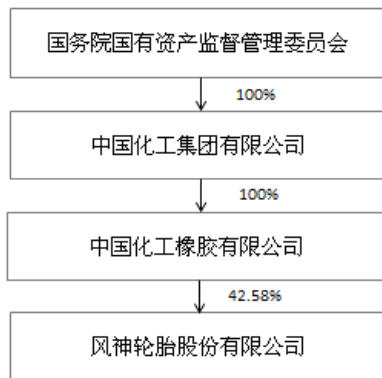 国务院国有资产监督管理委员会
100%
中国化工集团有限公司
100%
中国化工橡胶有限公司
42.58%
风神轮胎股份有限公司